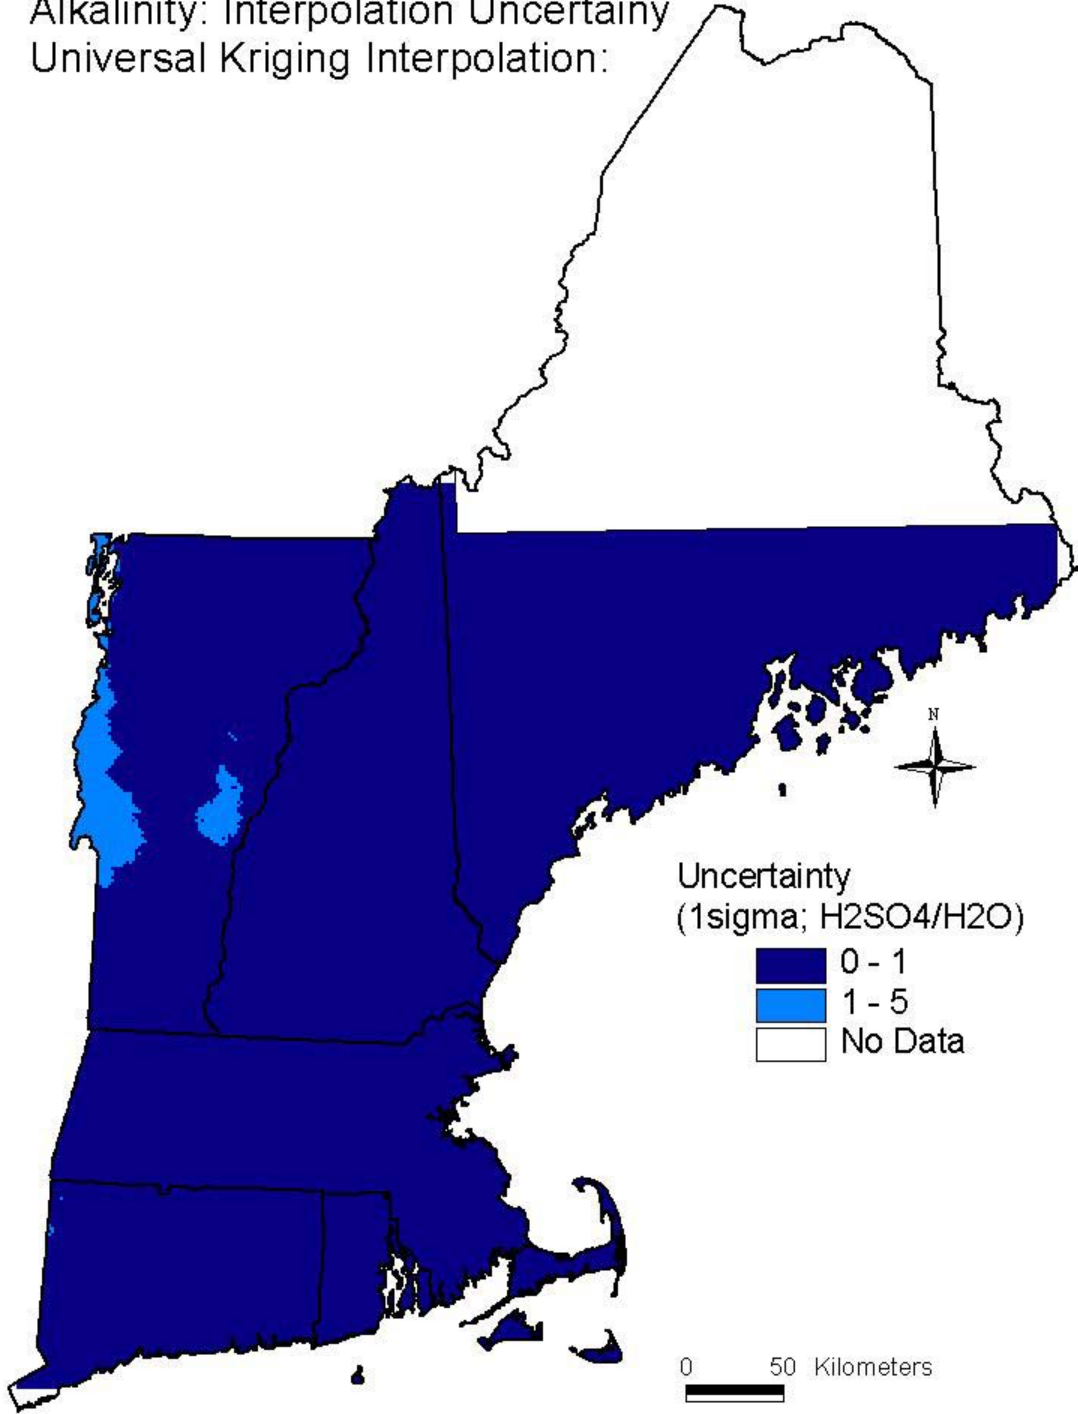 Alkalinity: Interpolation Uncertainy
Universal Kriging Interpolation:
N
Uncertainty
(1sigma; H2SO4/H2O)
0 - 1
1 - 5
No Data
0 50 Kilometers